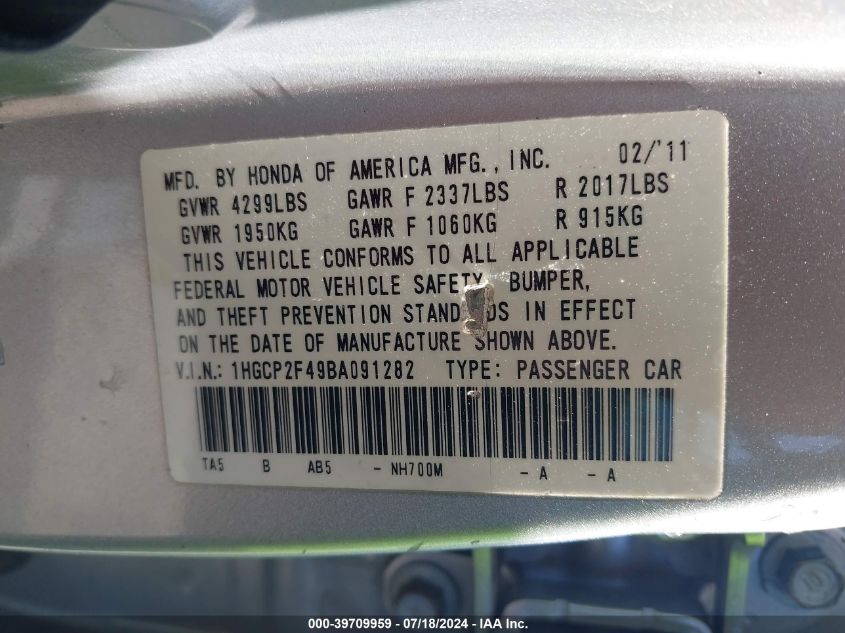 MFD. BY HONDA OF AMERICA MFG., INC. 02/'11
GVWR 4299LBS GAWR F 2337LBS R 2017LBS
GVWR 1950KG GAWR F 1060KG R 915KG
THIS VEHICLE CONFORMS TO ALL APPLICABLE
FEDERAL MOTOR VEHICLE SAFETY, BUMPER,
AND THEFT PREVENTION STAND DS IN EFFECT
ON THE DATE OF MANUFACTURE SHOWN ABOVE.
V.I.N.: 1HGCP2F49BA091282 TYPE: PASSENGER CAR
TA5 B AB5 - NH700M - A - A
000-39709959 - 07/18/2024 - IAA Inc.